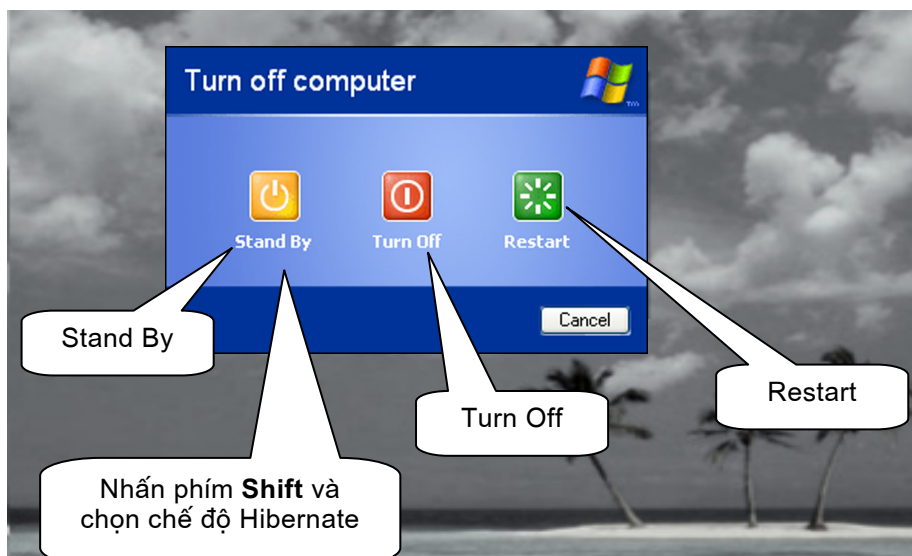 Turn off computer
TM
Stand By
Turn Off
Restart
Cancel
Stand By
Restart
Turn Off
Nhấn phím Shift và
chọn chế độ Hibernate